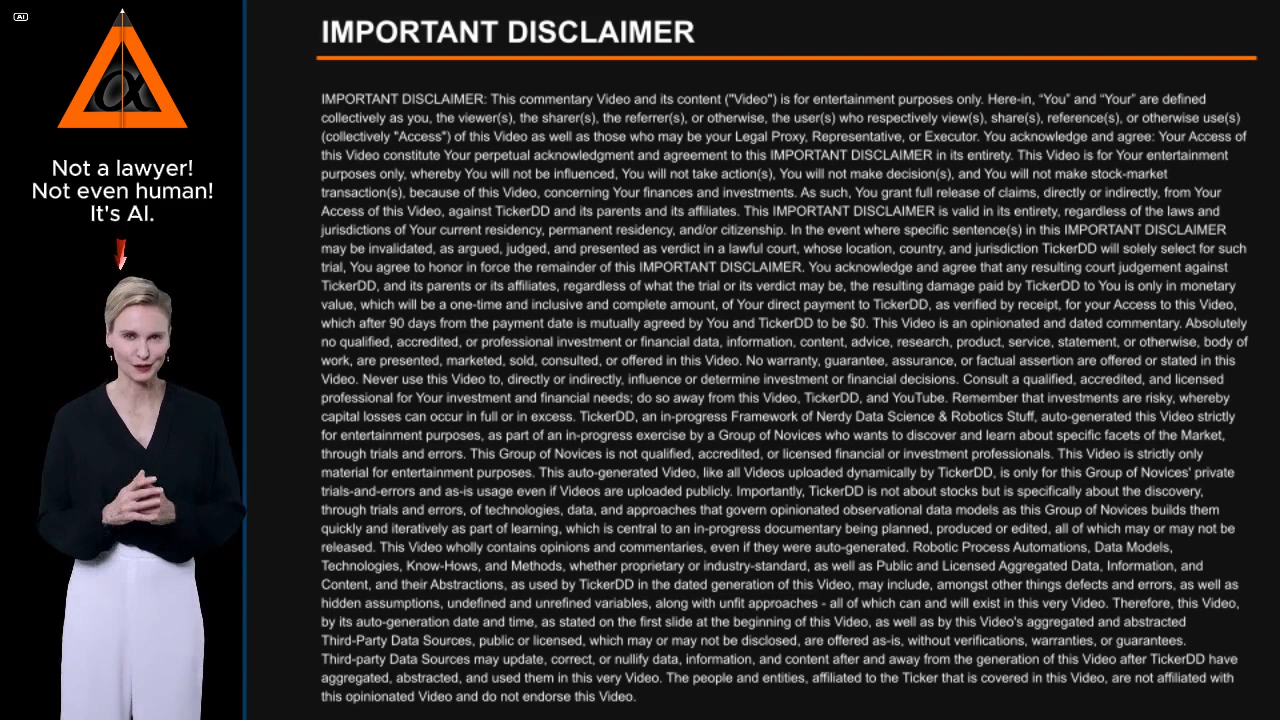 AI
IMPORTANT DISCLAIMER
α
Not a lawyer!
Not even human!
It's AI.
IMPORTANT DISCLAIMER: This commentary Video and its content ("Video") is for entertainment purposes only. Here-in, “You” and “Your” are defined
collectively as you, the viewer(s), the sharer(s), the referrer(s), or otherwise, the user(s) who respectively view(s), share(s), reference(s), or otherwise use(s)
(collectively "Access") of this Video as well as those who may be your Legal Proxy, Representative, or Executor. You acknowledge and agree: Your Access of
this Video constitute Your perpetual acknowledgment and agreement to this IMPORTANT DISCLAIMER in its entirety. This Video is for Your entertainment
purposes only, whereby You will not be influenced, You will not take action(s), You will not make decision(s), and You will not make stock-market
transaction(s), because of this Video, concerning Your finances and investments. As such, You grant full release of claims, directly or indirectly, from Your
Access of this Video, against TickerDD and its parents and its affiliates. This IMPORTANT DISCLAIMER is valid in its entirety, regardless of the laws and
jurisdictions of Your current residency, permanent residency, and/or citizenship. In the event where specific sentence(s) in this IMPORTANT DISCLAIMER
may be invalidated, as argued, judged, and presented as verdict in a lawful court, whose location, country, and jurisdiction TickerDD will solely select for such
trial, You agree to honor in force the remainder of this IMPORTANT DISCLAIMER. You acknowledge and agree that any resulting court judgement against
TickerDD, and its parents or its affiliates, regardless of what the trial or its verdict may be, the resulting damage paid by TickerDD to You is only in monetary
value, which will be a one-time and inclusive and complete amount, of Your direct payment to TickerDD, as verified by receipt, for your Access to this Video,
which after 90 days from the payment date is mutually agreed by You and TickerDD to be $0. This Video is an opinionated and dated commentary. Absolutely
no qualified, accredited, or professional investment or financial data, information, content, advice, research, product, service, statement, or otherwise, body of
work, are presented, marketed, sold, consulted, or offered in this Video. No warranty, guarantee, assurance, or factual assertion are offered or stated in this
Video. Never use this Video to, directly or indirectly, influence or determine investment or financial decisions. Consult a qualified, accredited, and licensed
professional for Your investment and financial needs; do so away from this Video, TickerDD, and YouTube. Remember that investments are risky, whereby
capital losses can occur in full or in excess. TickerDD, an in-progress Framework of Nerdy Data Science & Robotics Stuff, auto-generated this Video strictly
for entertainment purposes, as part of an in-progress exercise by a Group of Novices who wants to discover and learn about specific facets of the Market,
through trials and errors. This Group of Novices is not qualified, accredited, or licensed financial or investment professionals. This Video is strictly only
material for entertainment purposes. This auto-generated Video, like all Videos uploaded dynamically by TickerDD, is only for this Group of Novices' private
trials-and-errors and as-is usage even if Videos are uploaded publicly. Importantly, TickerDD is not about stocks but is specifically about the discovery,
through trials and errors, of technologies, data, and approaches that govern opinionated observational data models as this Group of Novices builds them
quickly and iteratively as part of learning, which is central to an in-progress documentary being planned, produced or edited, all of which may or may not be
released. This Video wholly contains opinions and commentaries, even if they were auto-generated. Robotic Process Automations, Data Models,
Technologies, Know-Hows, and Methods, whether proprietary or industry-standard, as well as Public and Licensed Aggregated Data, Information, and
Content, and their Abstractions, as used by TickerDD in the dated generation of this Video, may include, amongst other things defects and errors, as well as
hidden assumptions, undefined and unrefined variables, along with unfit approaches - all of which can and will exist in this very Video. Therefore, this Video,
by its auto-generation date and time, as stated on the first slide at the beginning of this Video, as well as by this Video's aggregated and abstracted
Third-Party Data Sources, public or licensed, which may or may not be disclosed, are offered as-is, without verifications, warranties, or guarantees.
Third-party Data Sources may update, correct, or nullify data, information, and content after and away from the generation of this Video after TickerDD have
aggregated, abstracted, and used them in this very Video. The people and entities, affiliated to the Ticker that is covered in this Video, are not affiliated with
this opinionated Video and do not endorse this Video.